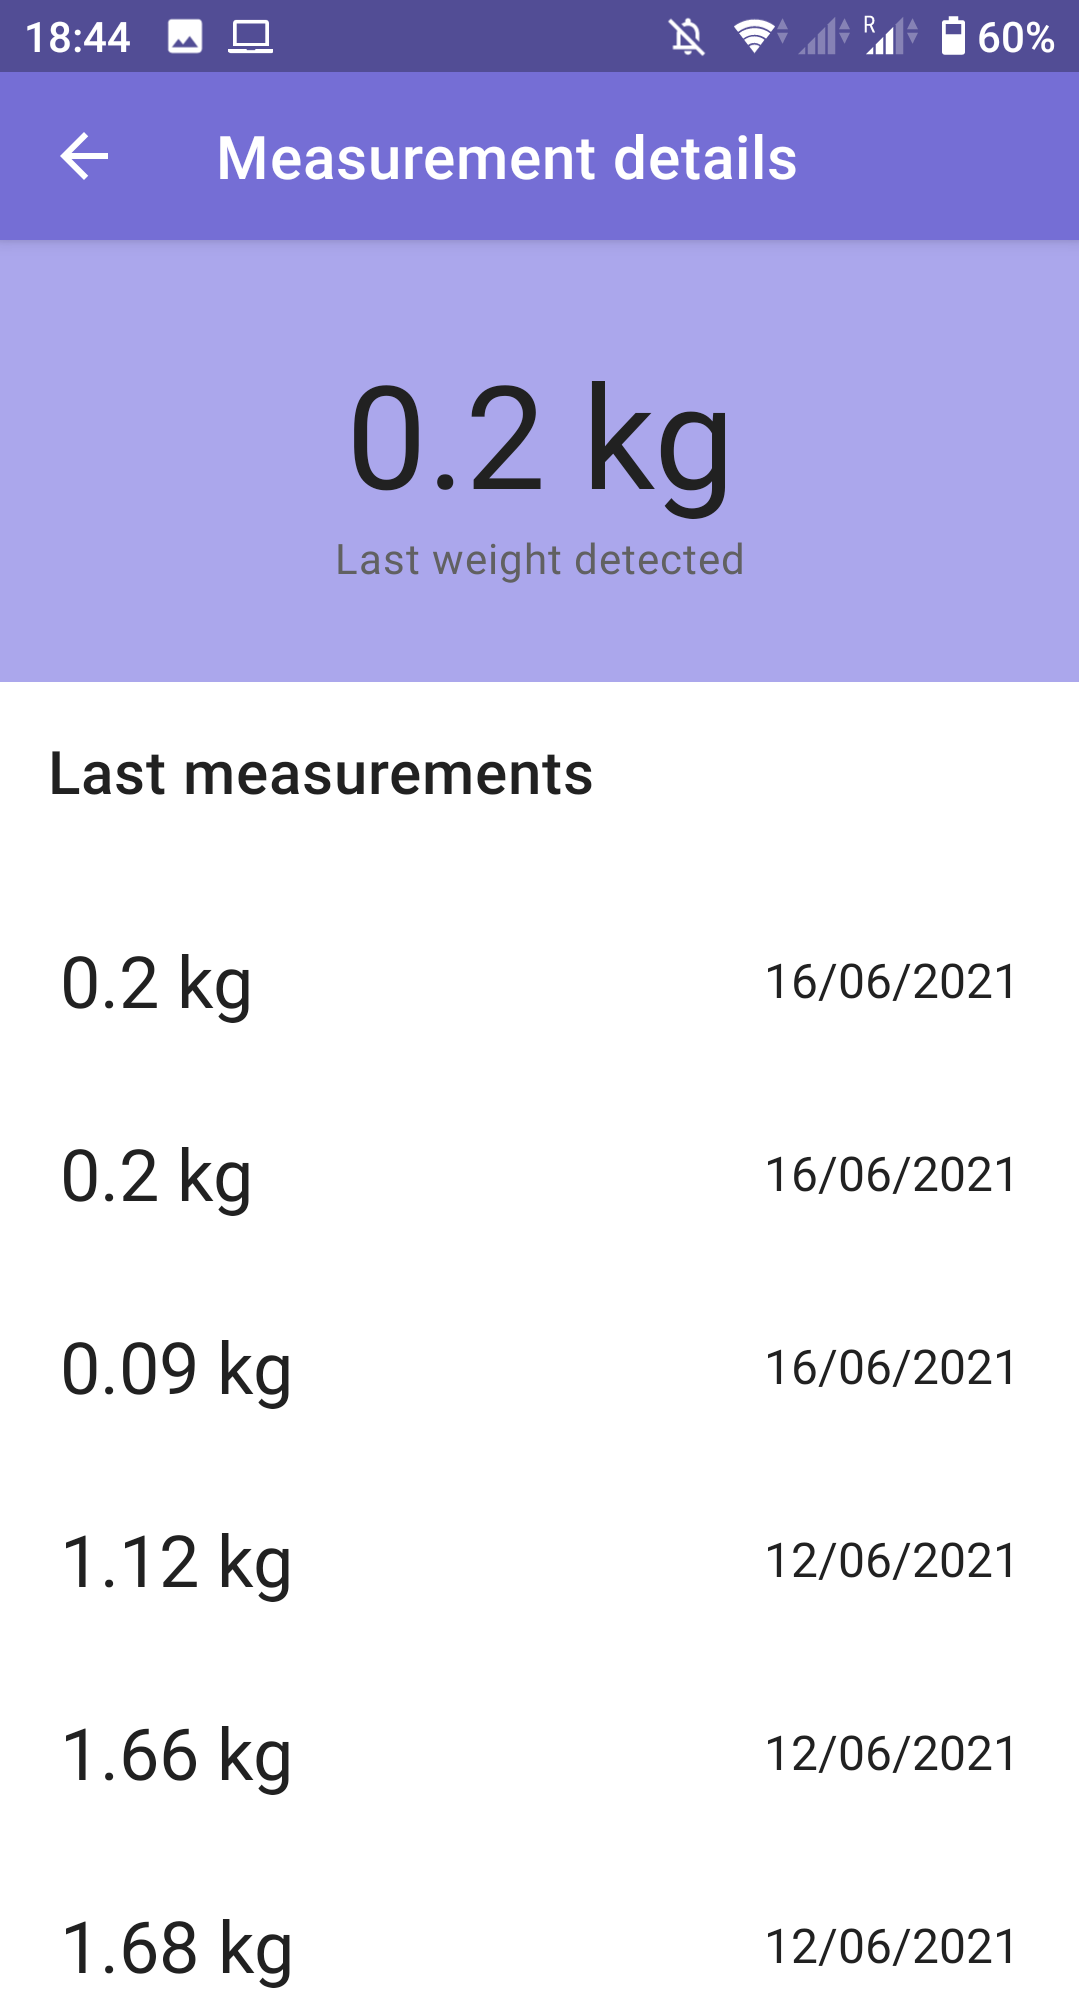 18:44 R 60%
Measurement details
0.2 kg
Last weight detected
Last measurements
0.2 kg 16/06/2021
0.2 kg 16/06/2021
0.09 kg 16/06/2021
1.12 kg 12/06/2021
1.66 kg 12/06/2021
1.68 kg 12/06/2021